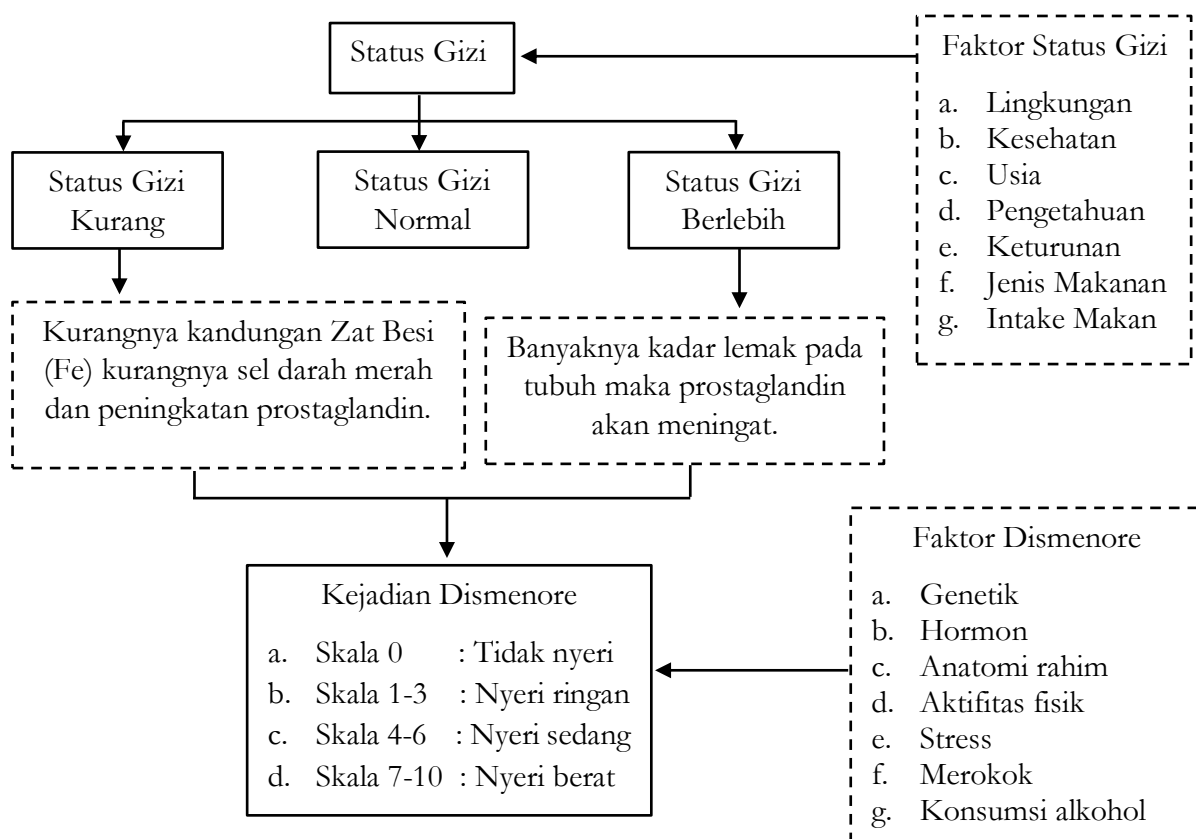 Status Gizi
Faktor Status Gizi
a. Lingkungan
b. Kesehatan
c. Usia
d. Pengetahuan
e. Keturunan
f. Jenis Makanan
g. Intake Makan
Status Gizi
Kurang
Status Gizi
Normal
Status Gizi
Berlebih
Kurangnya kandungan Zat Besi
(Fe) kurangnya sel darah merah
dan peningkatan prostaglandin.
Banyaknya kadar lemak pada
tubuh maka prostaglandin
akan meningat.
Kejadian Dismenore
a. Skala 0 : Tidak nyeri
b. Skala 1-3 : Nyeri ringan
c. Skala 4-6 : Nyeri sedang
d. Skala 7-10 : Nyeri berat
Faktor Dismenore
a. Genetik
b. Hormon
c. Anatomi rahim
d. Aktifitas fisik
e. Stress
f. Merokok
g. Konsumsi alkohol